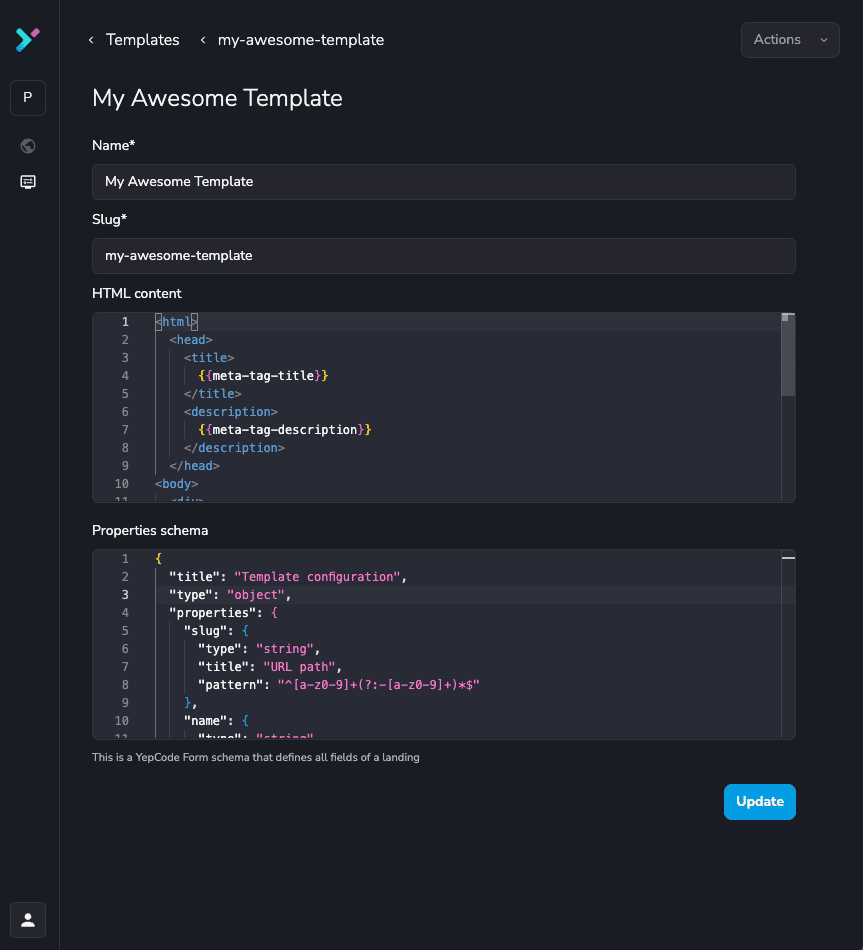 Templates my-awesome-template Actions
P
My Awesome Template
Name*
My Awesome Template
Slug*
my-awesome-template
HTML content
1 <html>
2 <head>
3 <title>
4 {{meta-tag-title}}
5 </title>
6 <description>
7 {{meta-tag-description}}
8 </description>
9 </head>
10 <body>
11 <div>
Properties schema
1 {
2 "title": "Template configuration",
3 "type": "object",
4 "properties": {
5 "slug": {
6 "type": "string",
7 "title": "URL path",
8 "pattern": "^[a-z0-9]+(?:-[a-z0-9]+)*$"
9 },
10 "name": {
11 "type": "string"
This is a YepCode Form schema that defines all fields of a landing
Update